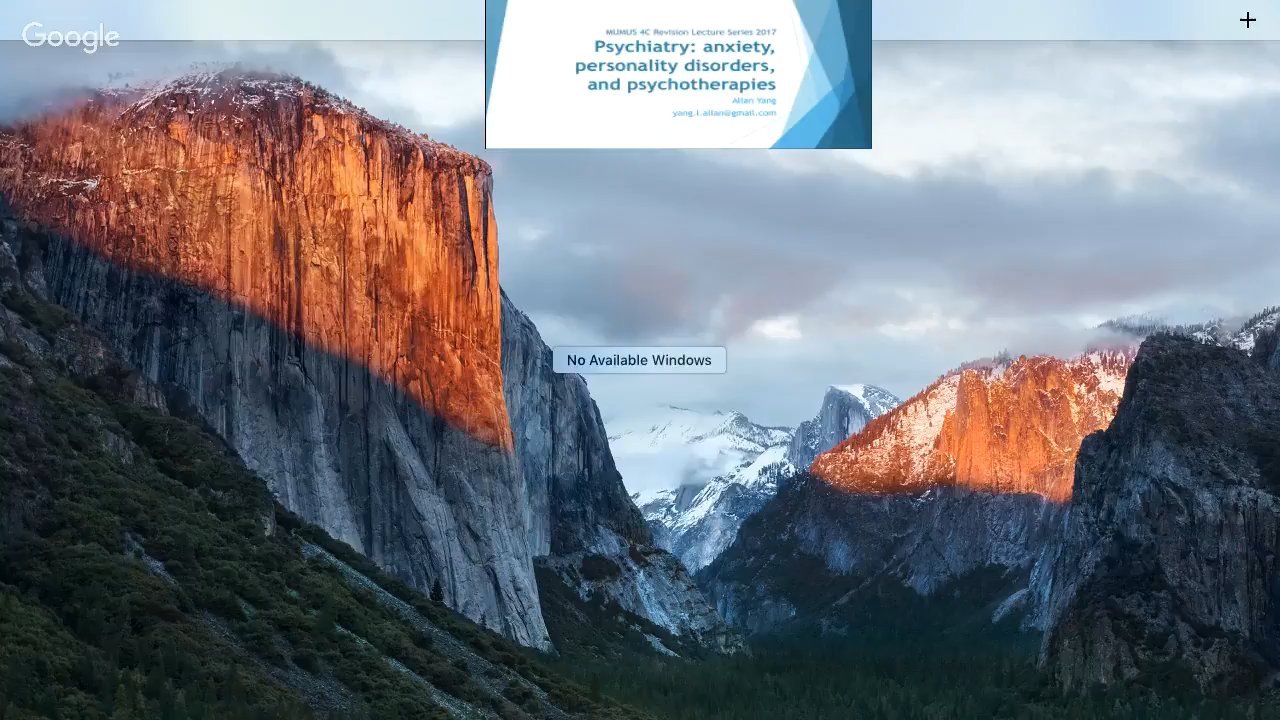 Google
MUMUS 4C Revision Lecture Series 2017
Psychiatry: anxiety,
personality disorders,
and psychotherapies
Allan Yang
yang.l.allan@gmail.com
No Available Windows